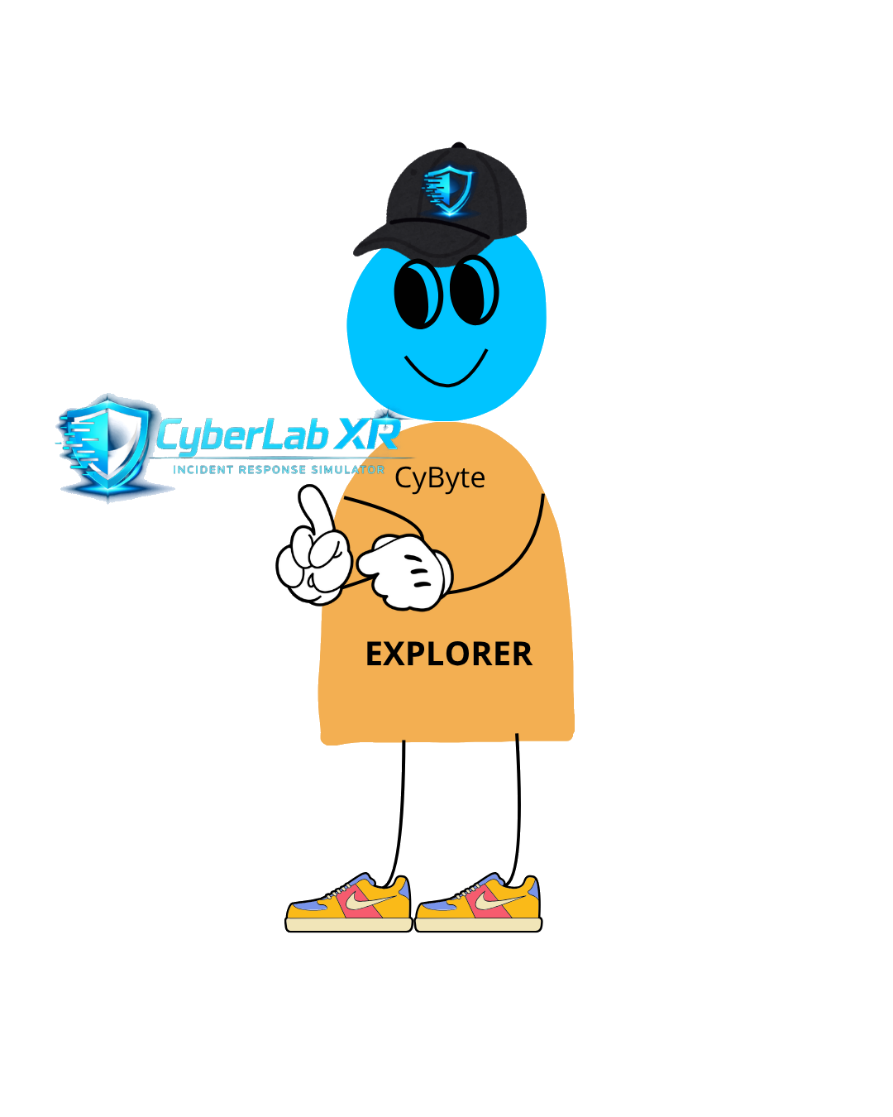 CyberLab XR
INCIDENT RESPONSE SIMULATOR
CyByte
EXPLORER